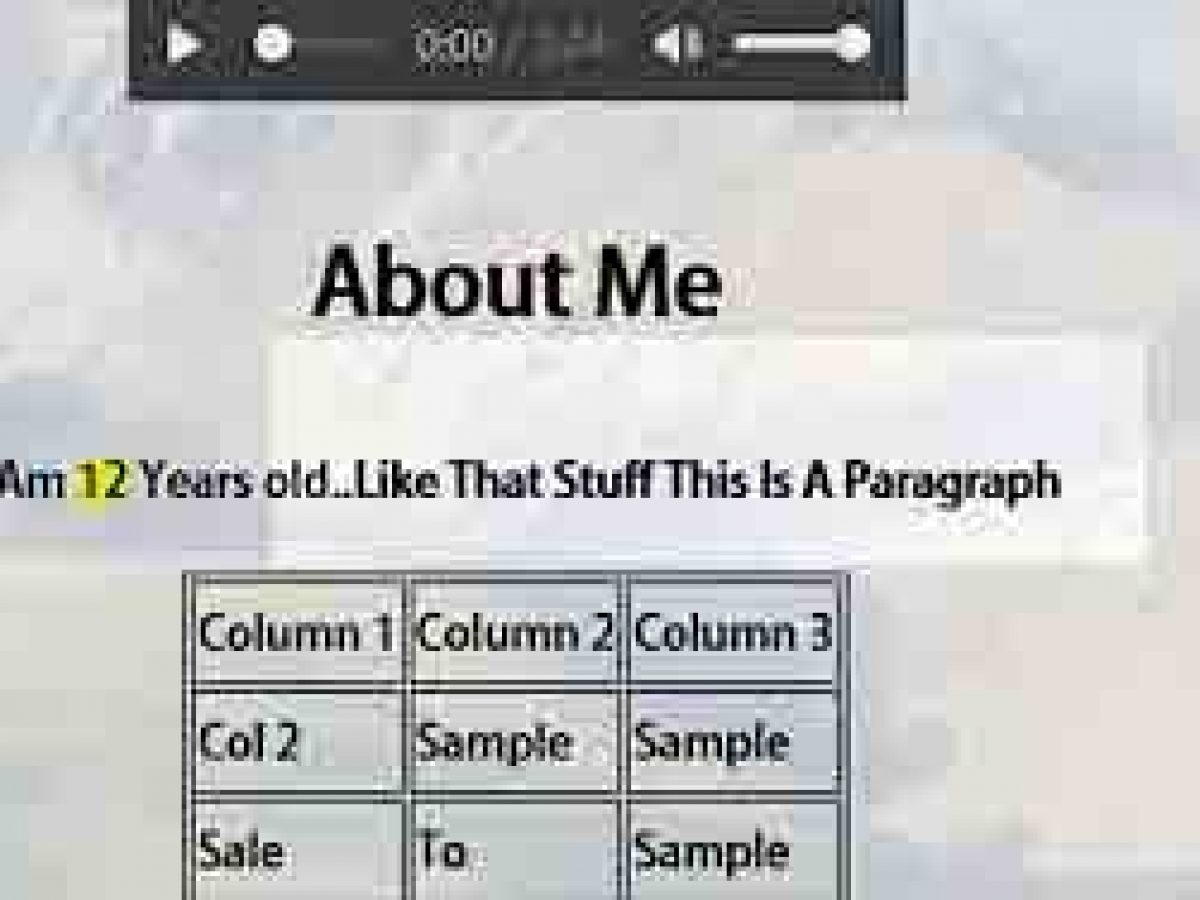 0:00
About Me
Am 12 Years old..Like That Stuff This Is A Paragraph
Column 1 Column 2 Column 3
Col 2 Sample Sample
Sale To Sample